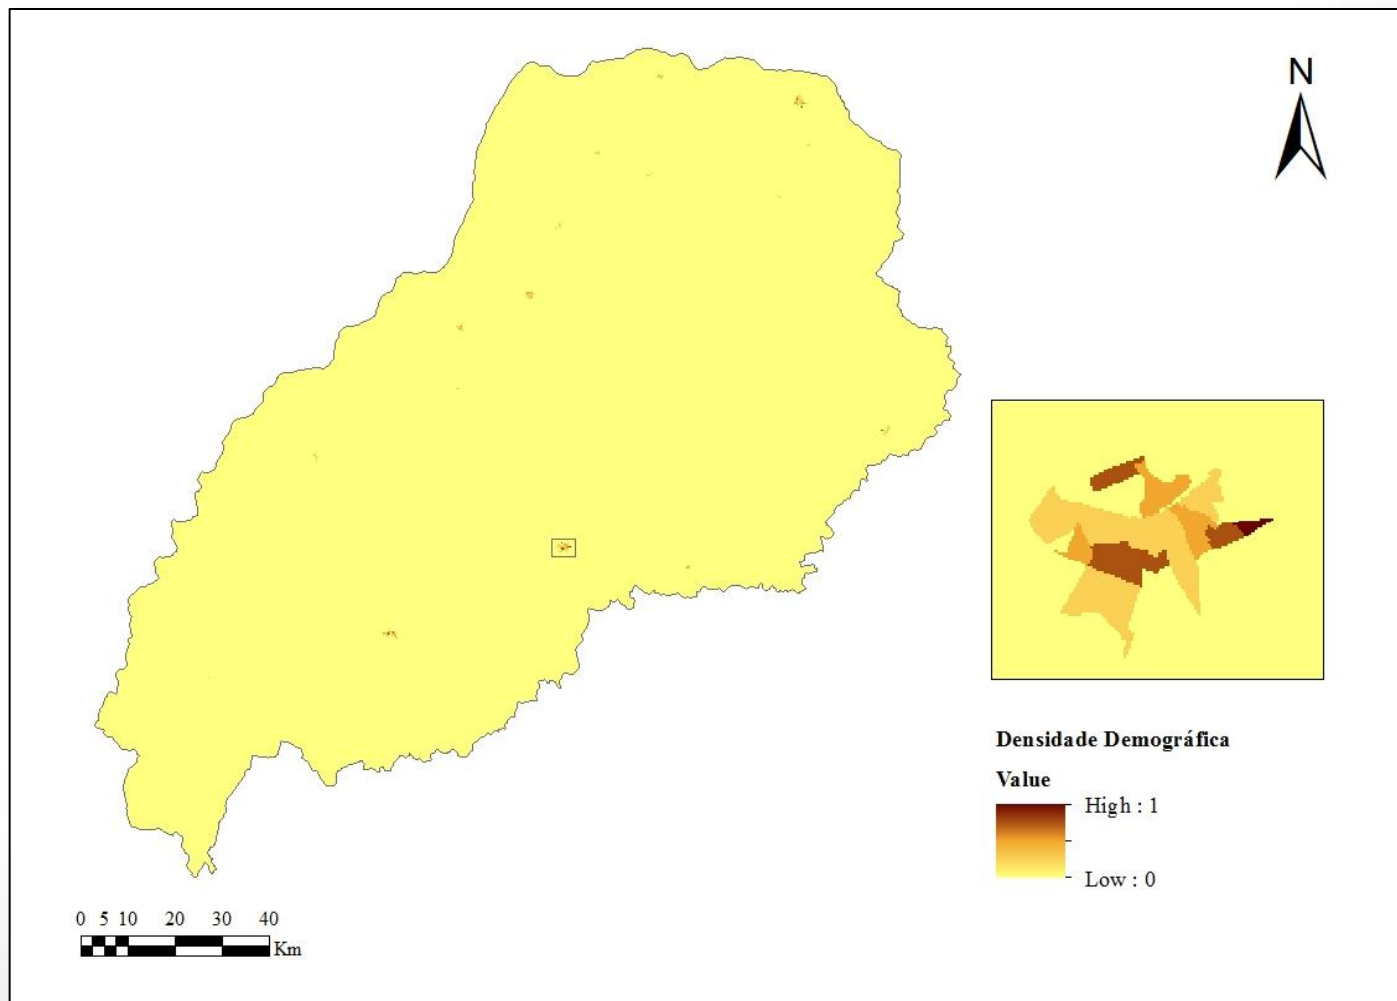 N
Densidade Demográfica
Value
High : 1
Low : 0
0 5 10 20 30 40
Km